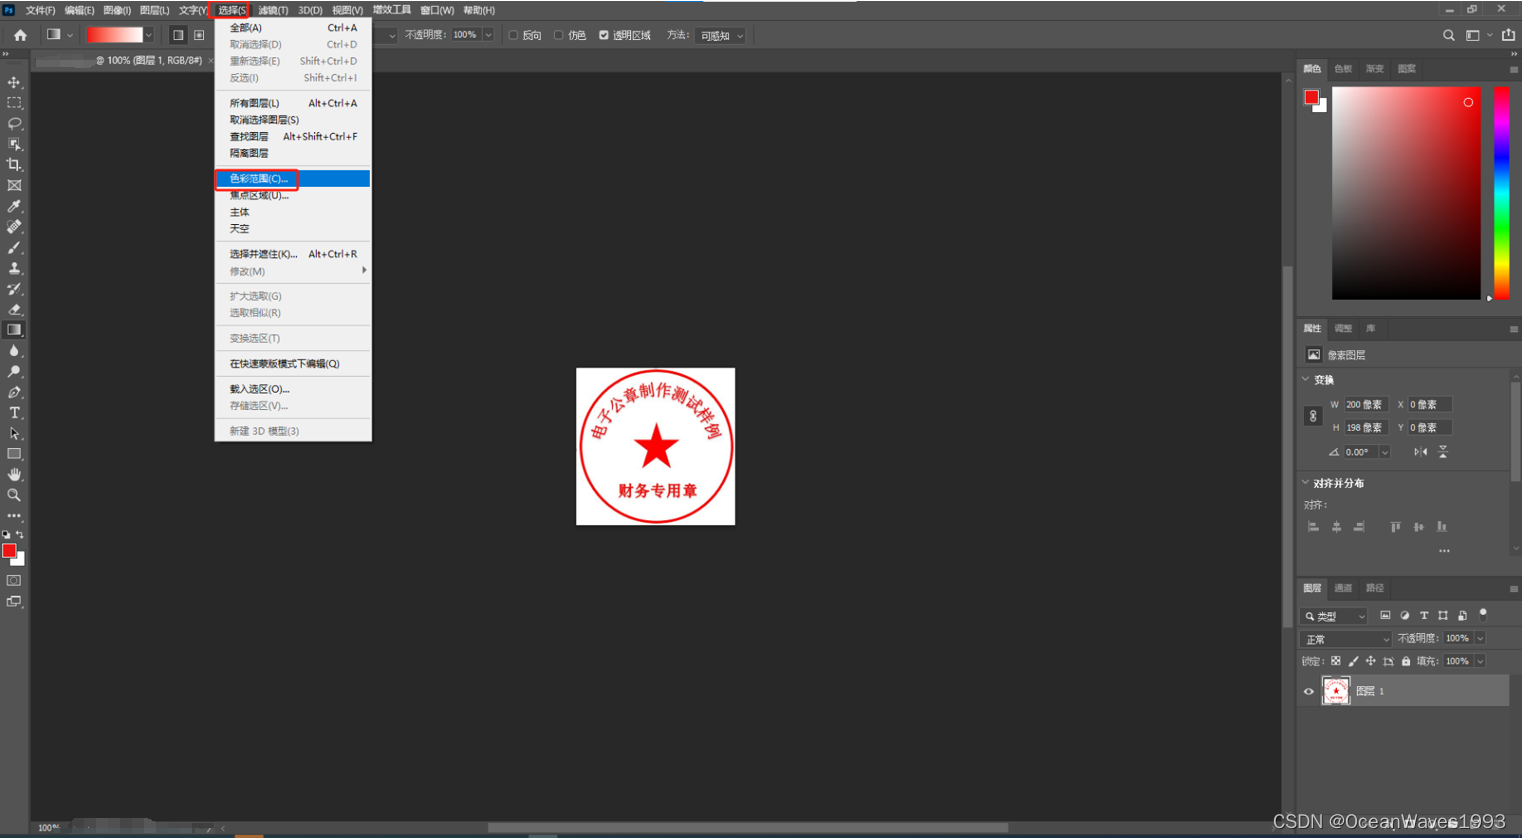 Ps 文件(F) 编辑(E) 图像(I) 图层(L) 文字(Y) 选择(S) 滤镜(T) 3D(D) 视图(V) 增效工具 窗口(W) 帮助(H)
不透明度: 100% 反向 仿色 透明区域 方法: 可感知
@ 100% (图层 1, RGB/8#) ×
全部(A) Ctrl+A
取消选择(D) Ctrl+D
重新选择(E) Shift+Ctrl+D
反选(I) Shift+Ctrl+I
所有图层(L) Alt+Ctrl+A
取消选择图层(S)
查找图层 Alt+Shift+Ctrl+F
隔离图层
色彩范围(C)...
焦点区域(U)...
主体
天空
选择并遮住(K)... Alt+Ctrl+R
修改(M)
扩大选取(G)
选取相似(R)
变换选区(T)
在快速蒙版模式下编辑(Q)
载入选区(O)...
存储选区(V)...
新建 3D 模型(3)
电子公章制作测试样例
财务专用章
颜色 色板 渐变 图案
属性 调整 库
像素图层
变换
W 200 像素 X 0 像素
H 198 像素 Y 0 像素
0.00°
对齐并分布
对齐:
图层 通道 路径
类型
正常 不透明度: 100%
锁定: 填充: 100%
图层 1
100%
CSDN @OceanWaves1993